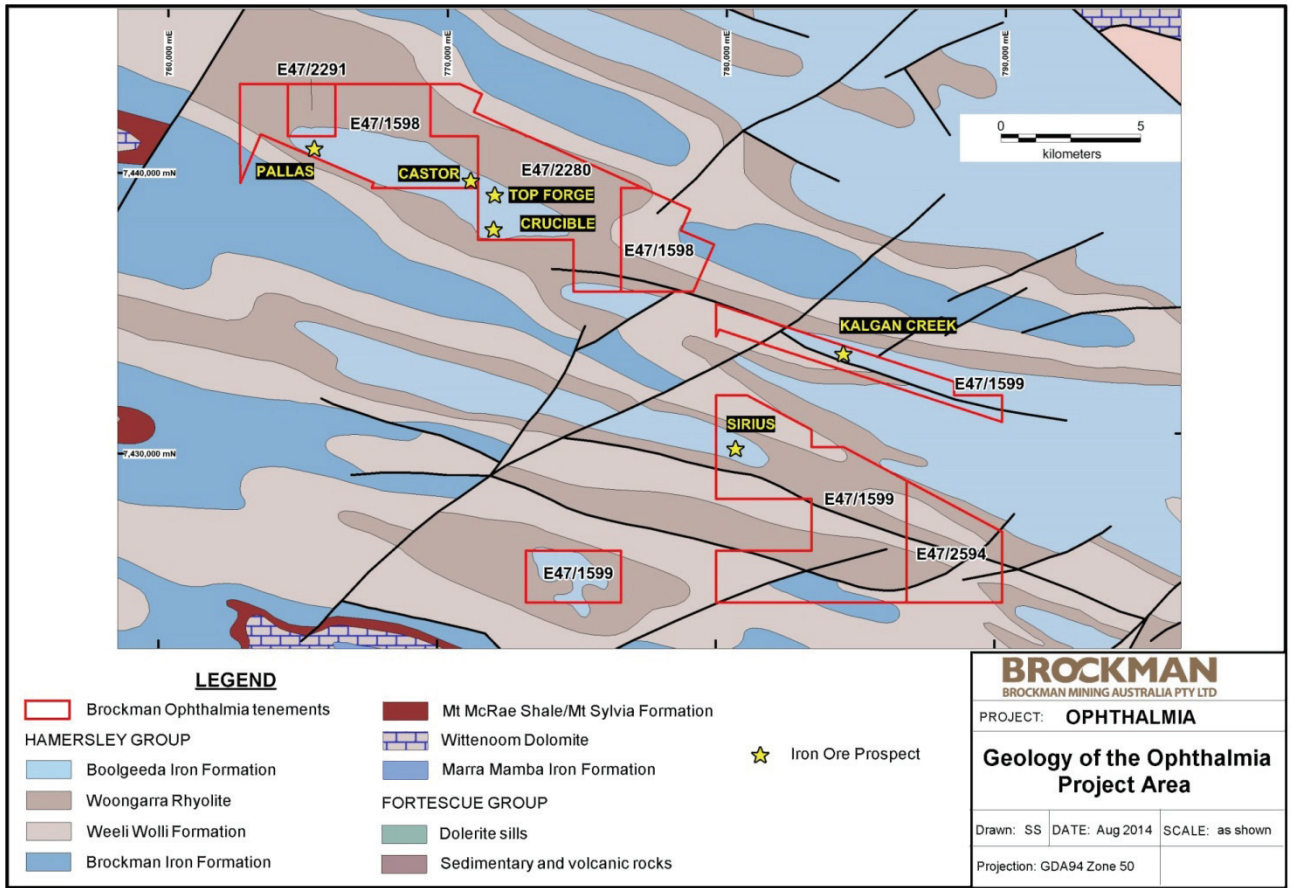 760,000 mE
770,000 mE
780,000 mE
790,000 mE
E47/2291
E47/1598
0 5
kilometers
7,440,000 mN
PALLAS
CASTOR
E47/2280
TOP FORGE
CRUCIBLE
E47/1598
KALGAN CREEK
E47/1599
SIRIUS
7,430,000 mN
E47/1599
E47/2594
E47/1599
LEGEND
Brockman Ophthalmia tenements
HAMERSLEY GROUP
Boolgeeda Iron Formation
Woongarra Rhyolite
Weeli Wolli Formation
Brockman Iron Formation
Mt McRae Shale/Mt Sylvia Formation
Wittenoom Dolomite
Marra Mamba Iron Formation
FORTESCUE GROUP
Dolerite sills
Sedimentary and volcanic rocks
Iron Ore Prospect
BROCKMAN
BROCKMAN MINING AUSTRALIA PTY LTD
PROJECT: OPHTHALMIA
Geology of the Ophthalmia
Project Area
Drawn: SS DATE: Aug 2014 SCALE: as shown
Projection: GDA94 Zone 50